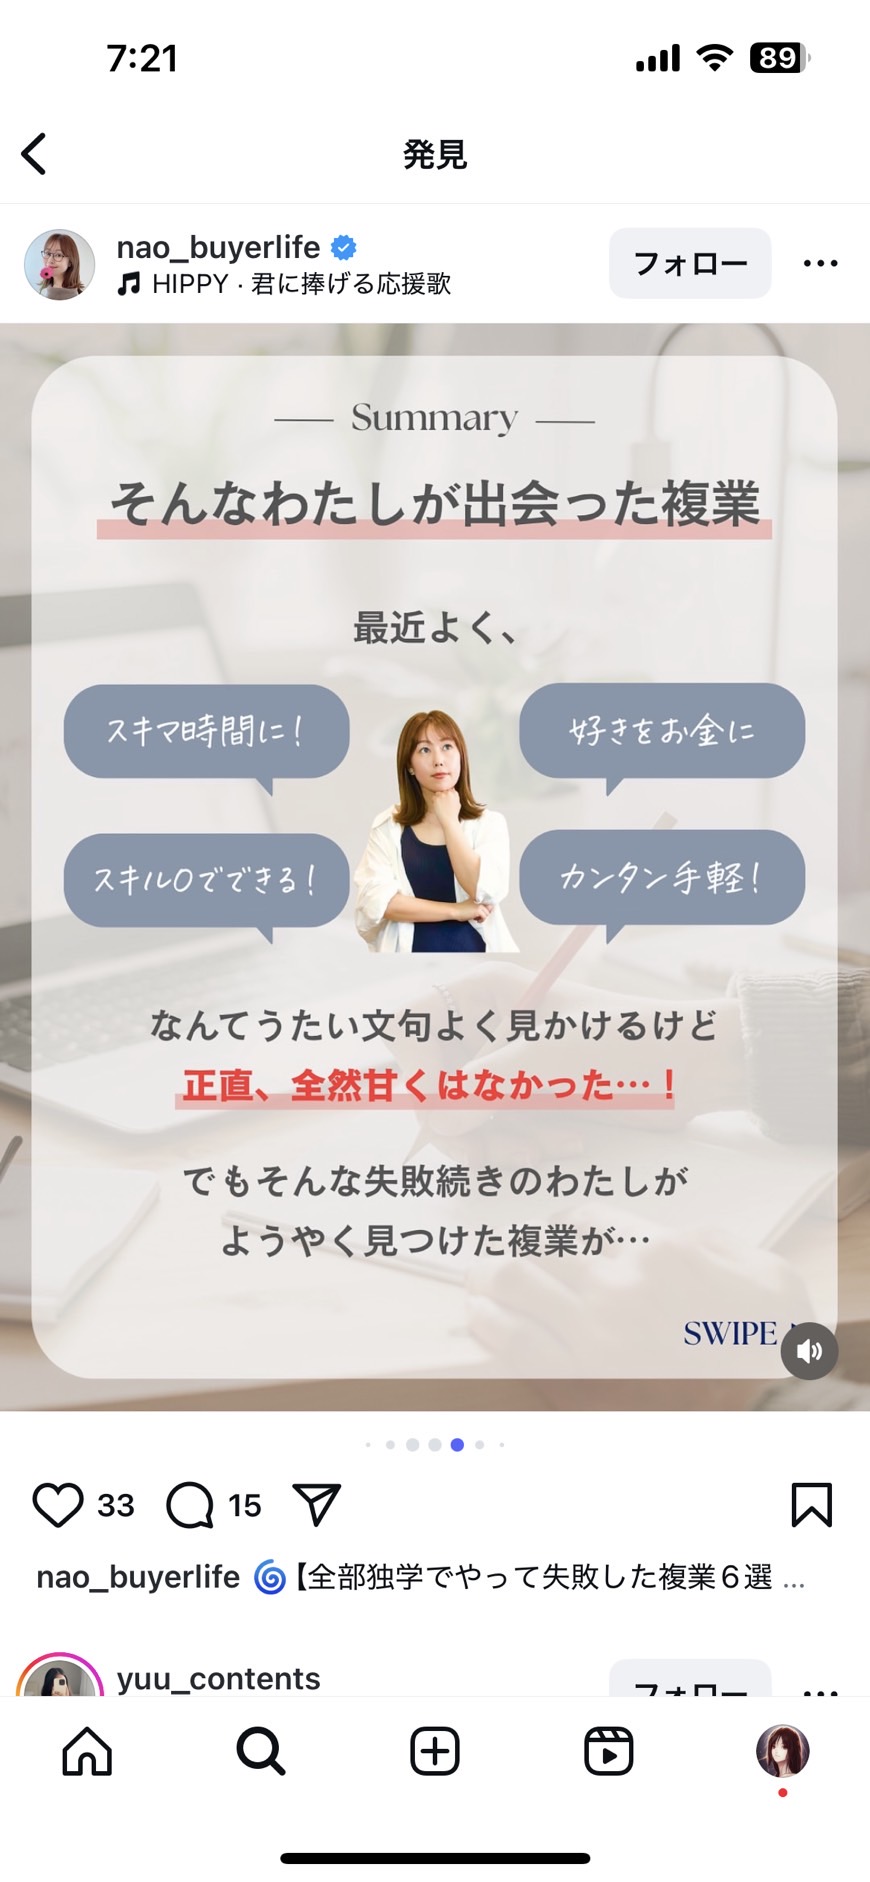 7:21
89
発見
nao_buyerlife
HIPPY · 君に捧げる応援歌
フォロー
Summary
そんなわたしが出会った複業
最近よく、
スキマ時間に！
好きをお金に
スキル0でできる！
カンタン手軽！
なんてうたい文句よく見かけるけど
正直、全然甘くはなかった…！
でもそんな失敗続きのわたしが
ようやく見つけた複業が…
SWIPE
33
15
nao_buyerlife 🌀【全部独学でやって失敗した複業６選 ...
yuu_contents
フォロー